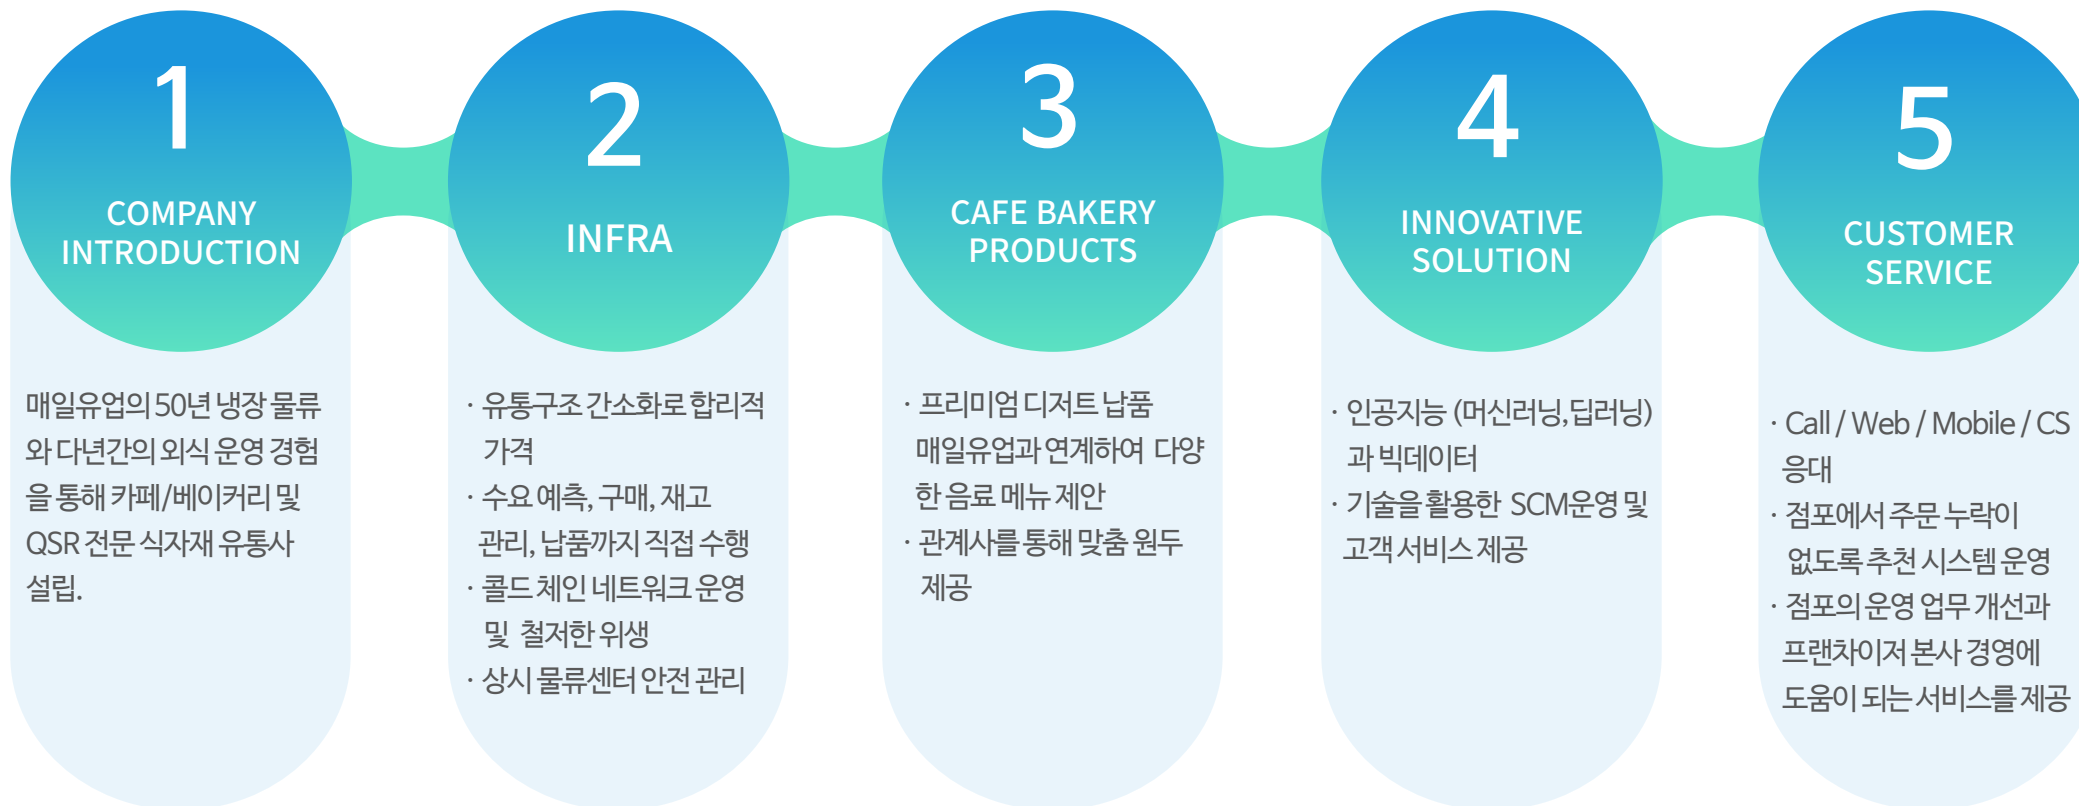 1
COMPANY
INTRODUCTION
매일유업의 50년 냉장 물류
와 다년간의 외식 운영 경험
을 통해 카페/베이커리 및
QSR 전문 식자재 유통사
설립.
2
INFRA
· 유통구조 간소화로 합리적
가격
· 수요 예측, 구매, 재고
관리, 납품까지 직접 수행
· 콜드 체인 네트워크 운영
및 철저한 위생
· 상시 물류센터 안전 관리
3
CAFE BAKERY
PRODUCTS
· 프리미엄 디저트 납품
매일유업과 연계하여 다양
한 음료 메뉴 제안
· 관계사를 통해 맞춤 원두
제공
4
INNOVATIVE
SOLUTION
· 인공지능 (머신러닝,딥러닝)
과 빅데이터
· 기술을 활용한 SCM운영 및
고객 서비스 제공
5
CUSTOMER
SERVICE
· Call / Web / Mobile / CS
응대
· 점포에서 주문 누락이
없도록 추천 시스템 운영
· 점포의 운영 업무 개선과
프랜차이저 본사 경영에
도움이 되는 서비스를 제공